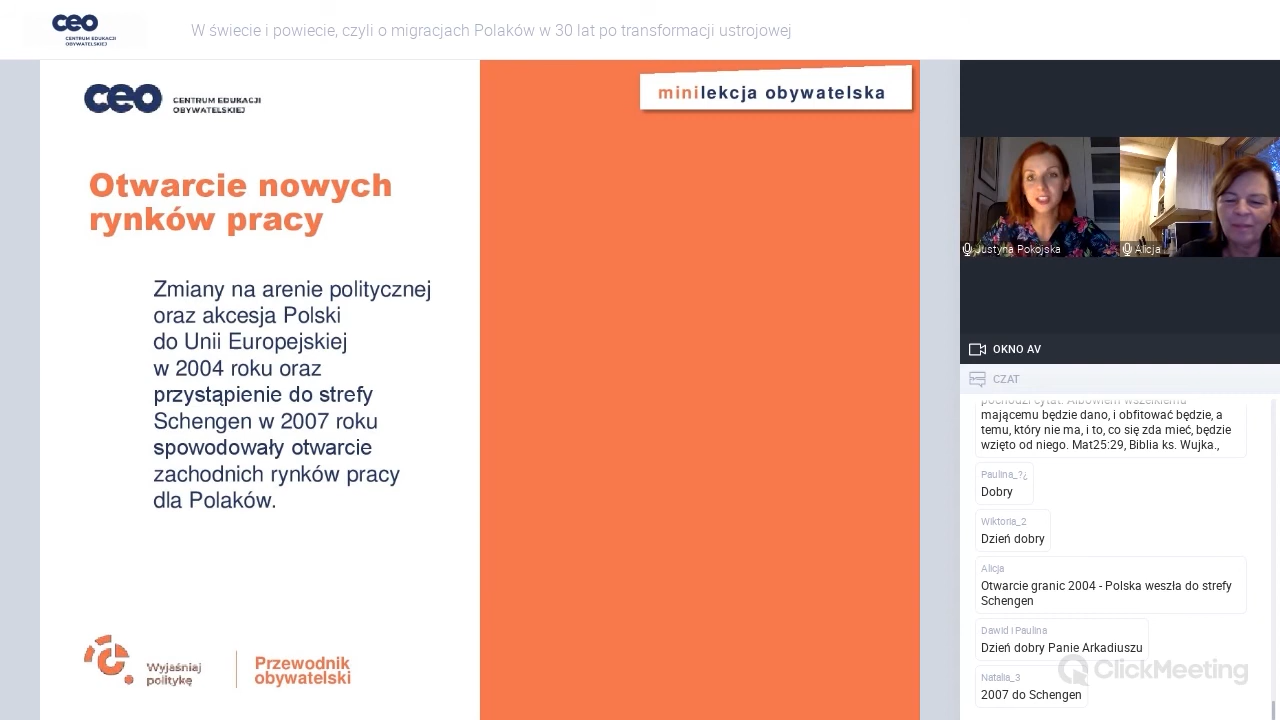 ceo
CENTRUM EDUKACJI
OBYWATELSKIEJ
W świecie i powiecie, czyli o migracjach Polaków w 30 lat po transformacji ustrojowej
ceo
CENTRUM EDUKACJI
OBYWATELSKIEJ
minilekcja obywatelska
Otwarcie nowych
rynków pracy
Zmiany na arenie politycznej
oraz akcesja Polski
do Unii Europejskiej
w 2004 roku oraz
przystąpienie do strefy
Schengen w 2007 roku
spowodowały otwarcie
zachodnich rynków pracy
dla Polaków.
Wyjaśniaj
politykę
Przewodnik
obywatelski
Justyna Pokojska
Alicja
OKNO AV
CZAT
pochodzi cytat: Albowiem wszelkiemu
mającemu będzie dano, i obfitować będzie, a
temu, który nie ma, i to, co się zda mieć, będzie
wzięto od niego. Mat25:29, Biblia ks. Wujka.,
Paulina_?¿
Dobry
Wiktoria_2
Dzień dobry
Alicja
Otwarcie granic 2004 - Polska weszła do strefy
Schengen
Dawid i Paulina
Dzień dobry Panie Arkadiuszu
Natalia_3
2007 do Schengen
ClickMeeting